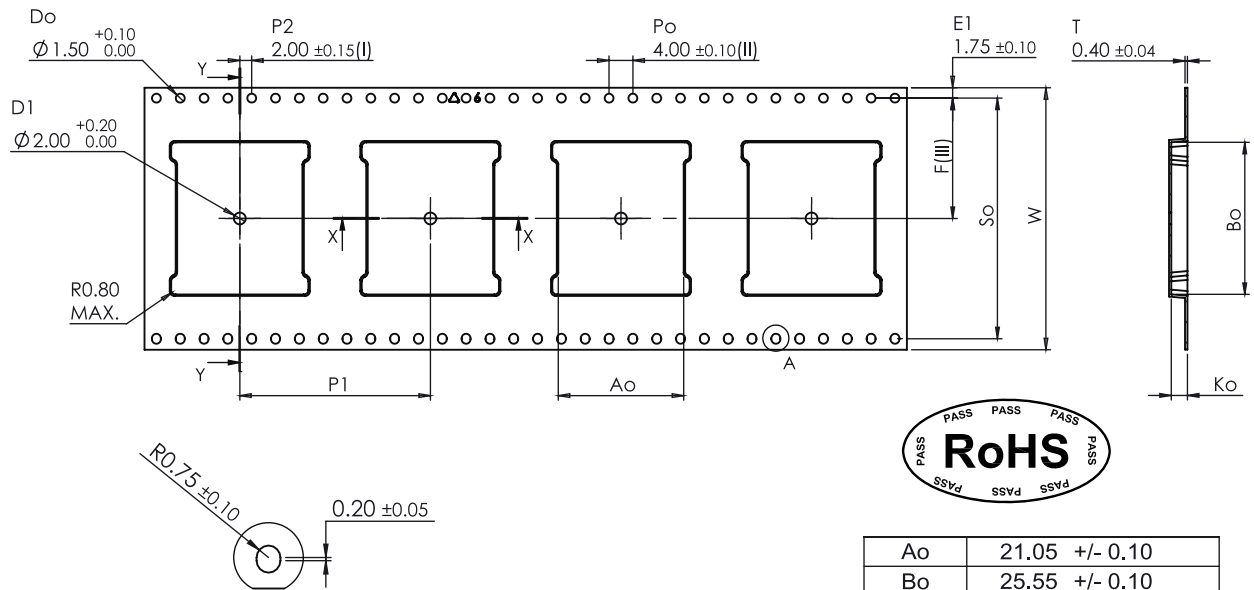 Do
Ø 1.50 +0.10 0.00
P2
2.00 ±0.15(I)
Po
4.00 ±0.10(II)
E1
1.75 ±0.10
T
0.40 ±0.04
Y
D1
Ø2.00 +0.20 0.00
F(III)
So
W
Bo
X
X
R0.80
MAX.
Y
P1
Ao
A
Ko
PASS PASS PASS
PASS RoHS PASS
PASS PASS PASS
R0.75 ±0.10
0.20 ±0.05
Ao 21.05 +/- 0.10
Bo 25.55 +/- 0.10